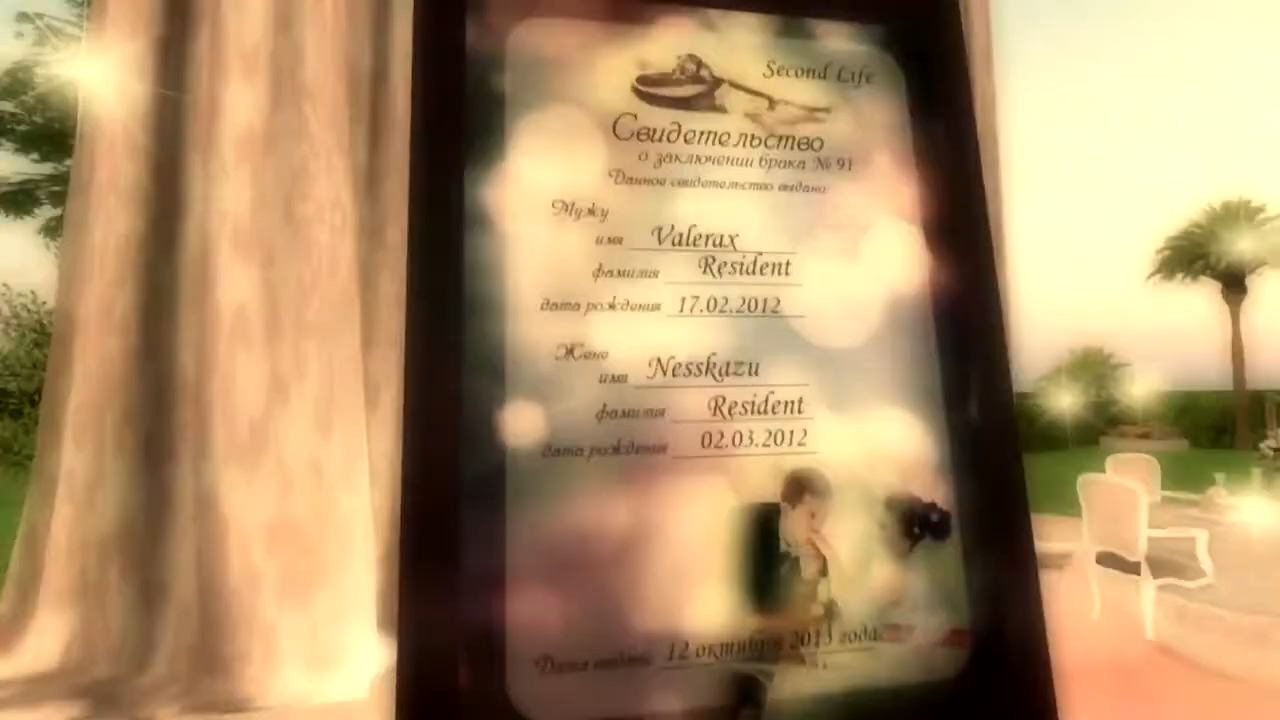 Second Life
Свидетельство
о заключении брака № 91
Данное свидетельство выдано
Мужу
имя Valerax
фамилия Resident
дата рождения 17.02.2012
Жене
имя Nesskazu
фамилия Resident
дата рождения 02.03.2012
Дата выдачи 12 октября 2013 года